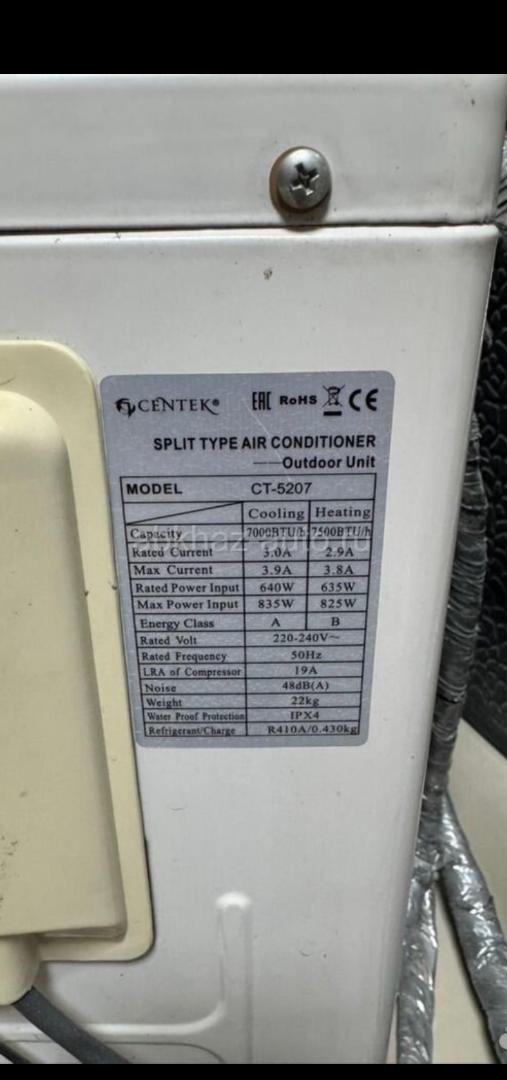 CENTEK® EAC RoHS CE
SPLIT TYPE AIR CONDITIONER
——Outdoor Unit
MODEL CT-5207
Cooling Heating
Capacity 7000BTU/h 7500BTU/h
abkhaz-auto.ru
Rated Current 3.0A 2.9A
Max Current 3.9A 3.8A
Rated Power Input 640W 635W
Max Power Input 835W 825W
Energy Class A B
Rated Volt 220-240V~
Rated Frequency 50Hz
LRA of Compressor 19A
Noise 48dB(A)
Weight 22kg
Water Proof Protection IPX4
Refrigerant/Charge R410A/0.430kg